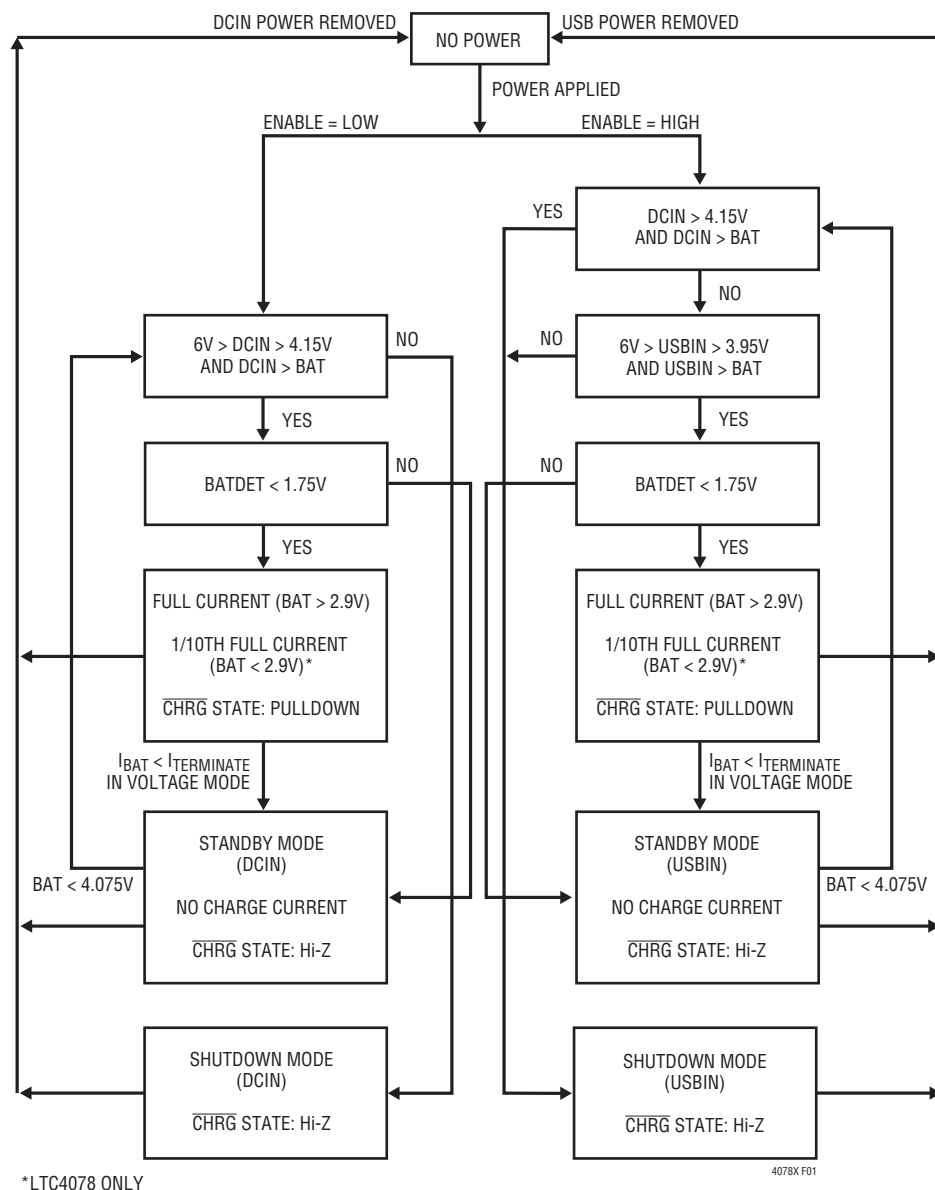 DCIN POWER REMOVED
NO POWER
USB POWER REMOVED
POWER APPLIED
ENABLE = LOW
ENABLE = HIGH
6V > DCIN > 4.15V
AND DCIN > BAT
NO
YES
BATDET < 1.75V
NO
YES
FULL CURRENT (BAT > 2.9V)
1/10TH FULL CURRENT
(BAT < 2.9V)*
CHRG STATE: PULLDOWN
IBAT < ITERMINATE
IN VOLTAGE MODE
STANDBY MODE
(DCIN)
NO CHARGE CURRENT
CHRG STATE: Hi-Z
BAT < 4.075V
SHUTDOWN MODE
(DCIN)
CHRG STATE: Hi-Z
YES
DCIN > 4.15V
AND DCIN > BAT
NO
NO
6V > USBIN > 3.95V
AND USBIN > BAT
YES
NO
BATDET < 1.75V
YES
FULL CURRENT (BAT > 2.9V)
1/10TH FULL CURRENT
(BAT < 2.9V)*
CHRG STATE: PULLDOWN
IBAT < ITERMINATE
IN VOLTAGE MODE
STANDBY MODE
(USBIN)
NO CHARGE CURRENT
CHRG STATE: Hi-Z
BAT < 4.075V
SHUTDOWN MODE
(USBIN)
CHRG STATE: Hi-Z
4078X F01
*LTC4078 ONLY